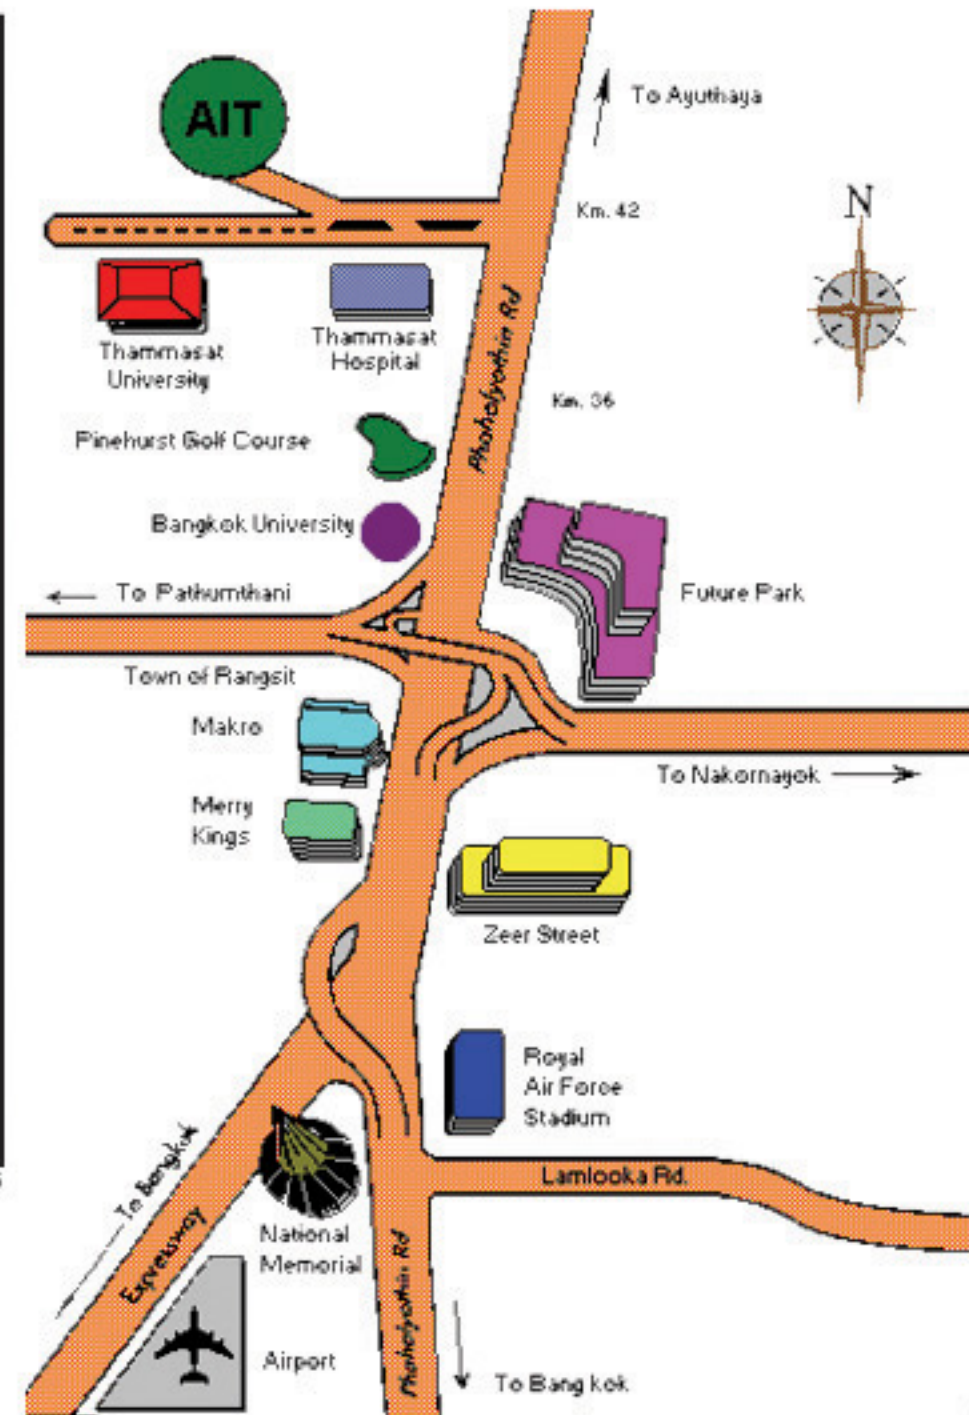 AIT
To Ayuthaya
N
Km. 42
Phaholyothin Rd
Thammasat
University
Thammasat
Hospital
Km. 36
Pinehurst Golf Course
Bangkok University
To Pathumthani
Future Park
Town of Rangsit
Makro
To Nakornayok
Merry
Kings
Zeer Street
Royal
Air Force
Stadium
Lamlooka Rd.
To Bangkok
Expressway
National
Memorial
Phaholyothin Rd
Airport
To Bangkok